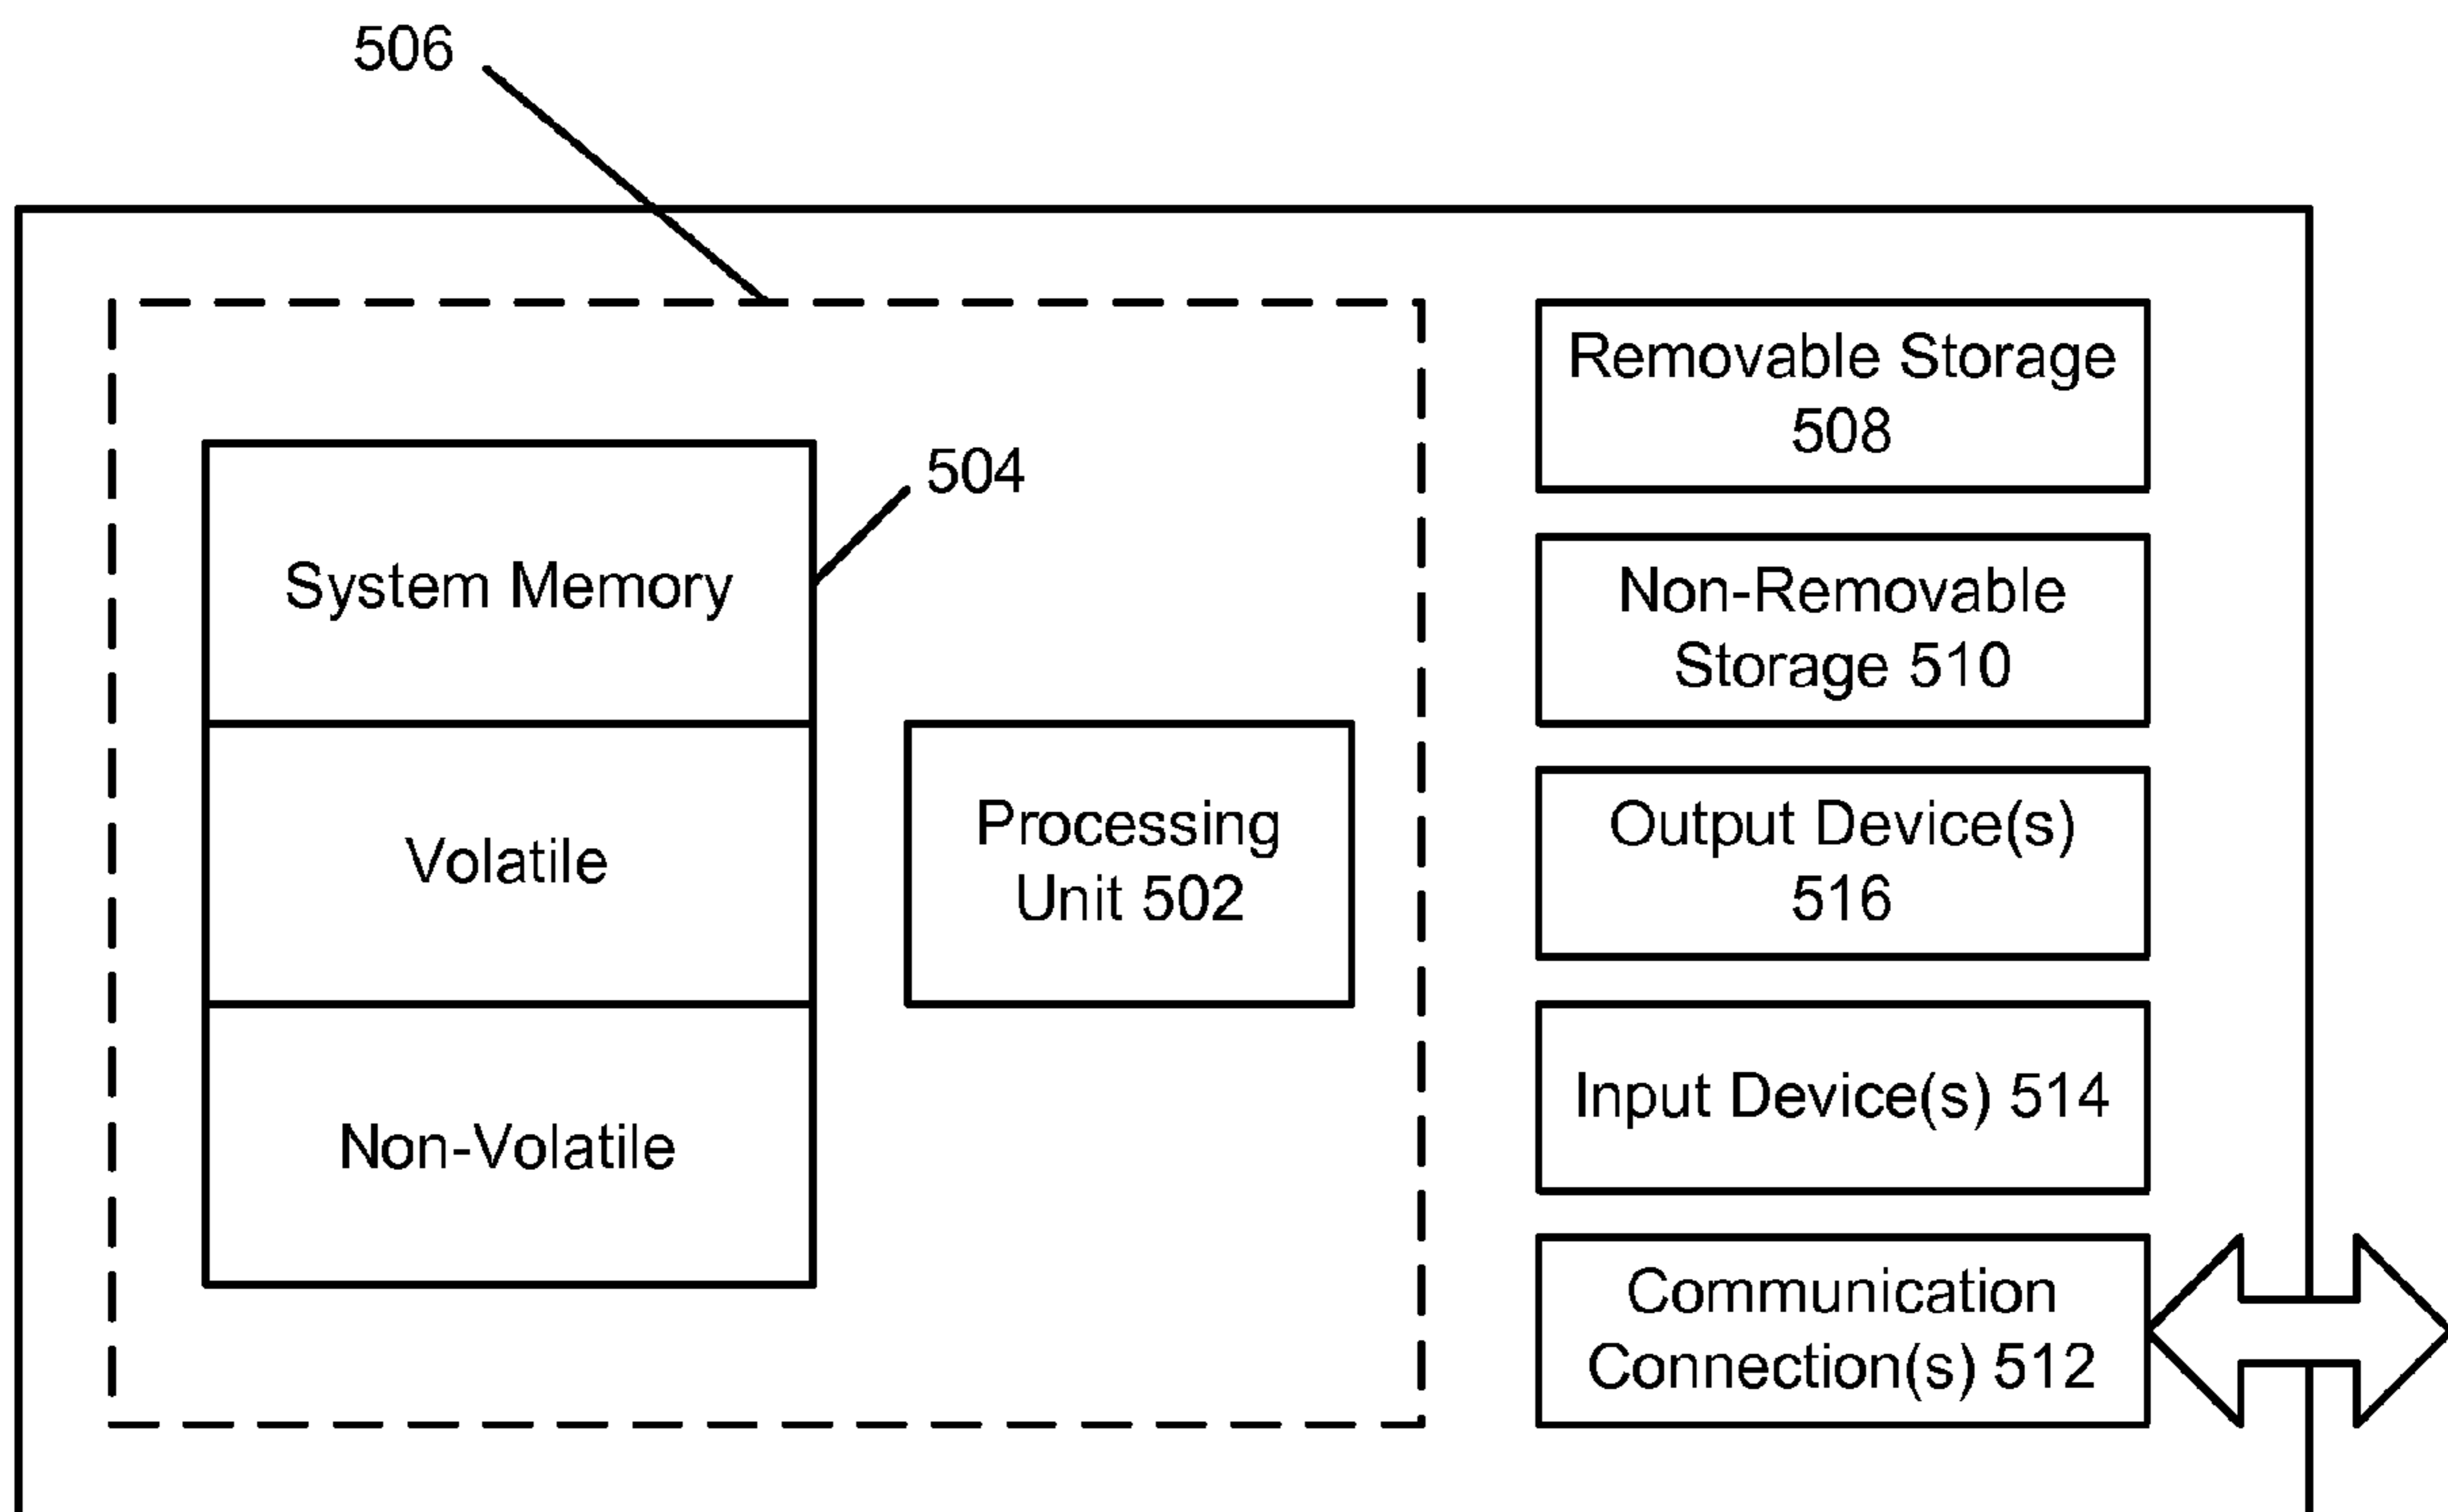 506
504
System Memory
Volatile
Non-Volatile
Processing
Unit 502
Removable Storage
508
Non-Removable
Storage 510
Output Device(s)
516
Input Device(s) 514
Communication
Connection(s) 512